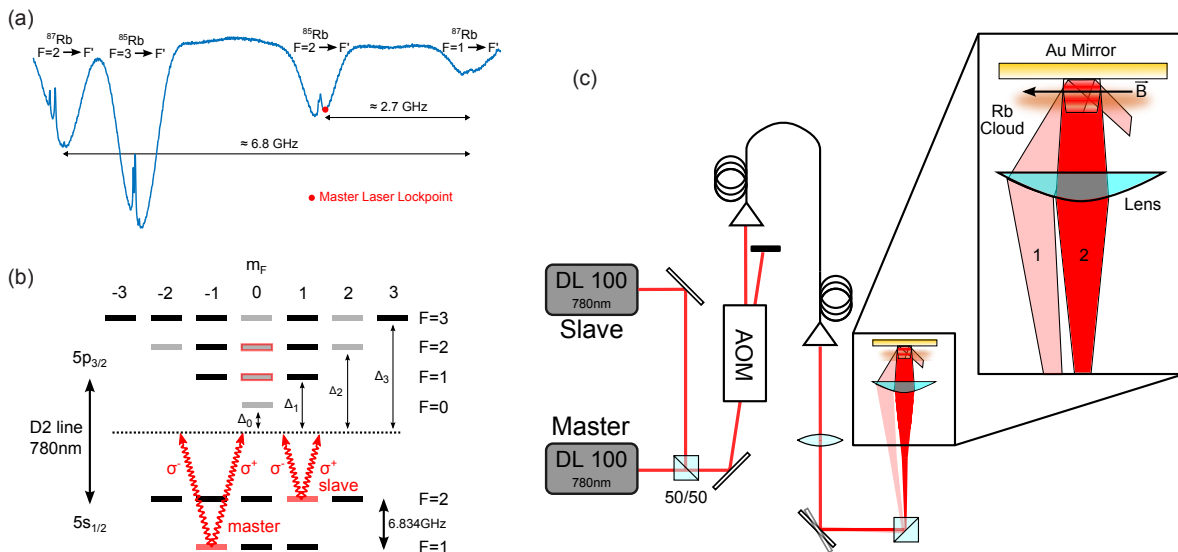 (a)
⁸⁷Rb
F=2 → F'
⁸⁵Rb
F=3 → F'
⁸⁵Rb
F=2 → F'
⁸⁷Rb
F=1 → F'
≈ 2.7 GHz
≈ 6.8 GHz
Master Laser Lockpoint
(b)
m_F
-3 -2 -1 0 1 2 3
F=3
F=2
F=1
F=0
5p₃/₂
Δ₀
Δ₁
Δ₂
Δ₃
D2 line
780nm
σ⁻
σ⁺
σ⁻
σ⁺
slave
F=2
5s₁/₂
master
6.834GHz
F=1
(c)
DL 100
780nm
Slave
AOM
Master
DL 100
780nm
50/50
Au Mirror
B
Rb
Cloud
Lens
1
2